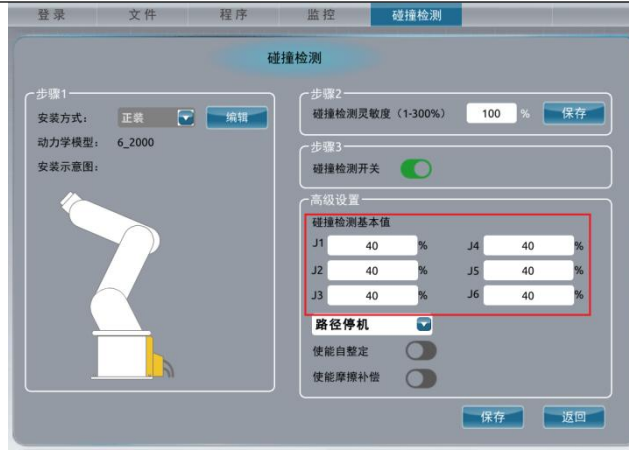 登录 文件 程序 监控 碰撞检测
碰撞检测
步骤1
安装方式： 正装 编辑
动力学模型： 6_2000
安装示意图：
步骤2
碰撞检测灵敏度（1-300%） 100 % 保存
步骤3
碰撞检测开关
高级设置
碰撞检测基本值
J1 40 % J4 40 %
J2 40 % J5 40 %
J3 40 % J6 40 %
路径停机
使能自整定
使能摩擦补偿
保存 返回